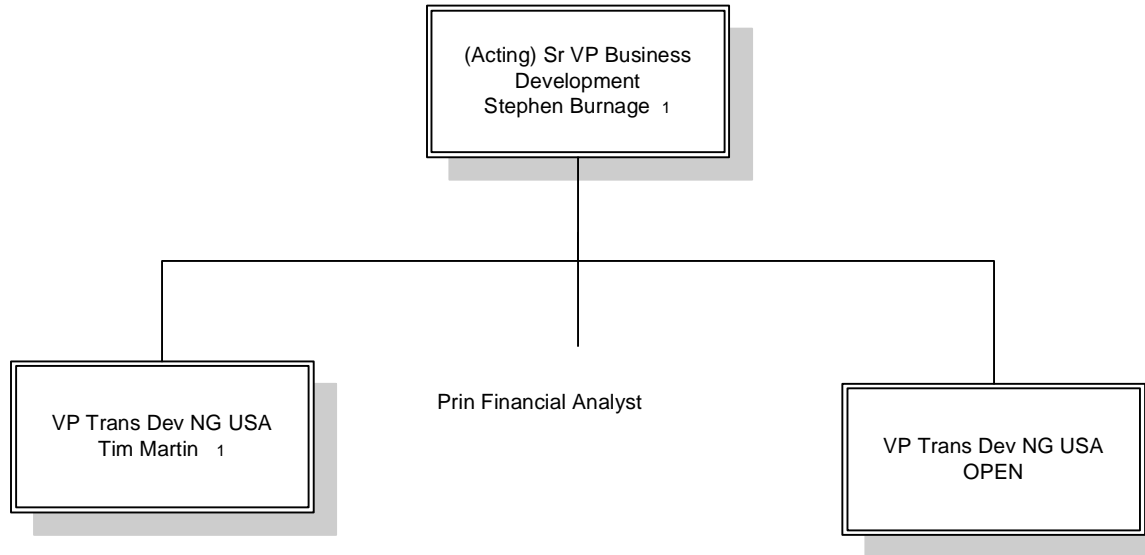 (Acting) Sr VP Business
Development
Stephen Burnage 1
VP Trans Dev NG USA
Tim Martin 1
Prin Financial Analyst
VP Trans Dev NG USA
OPEN